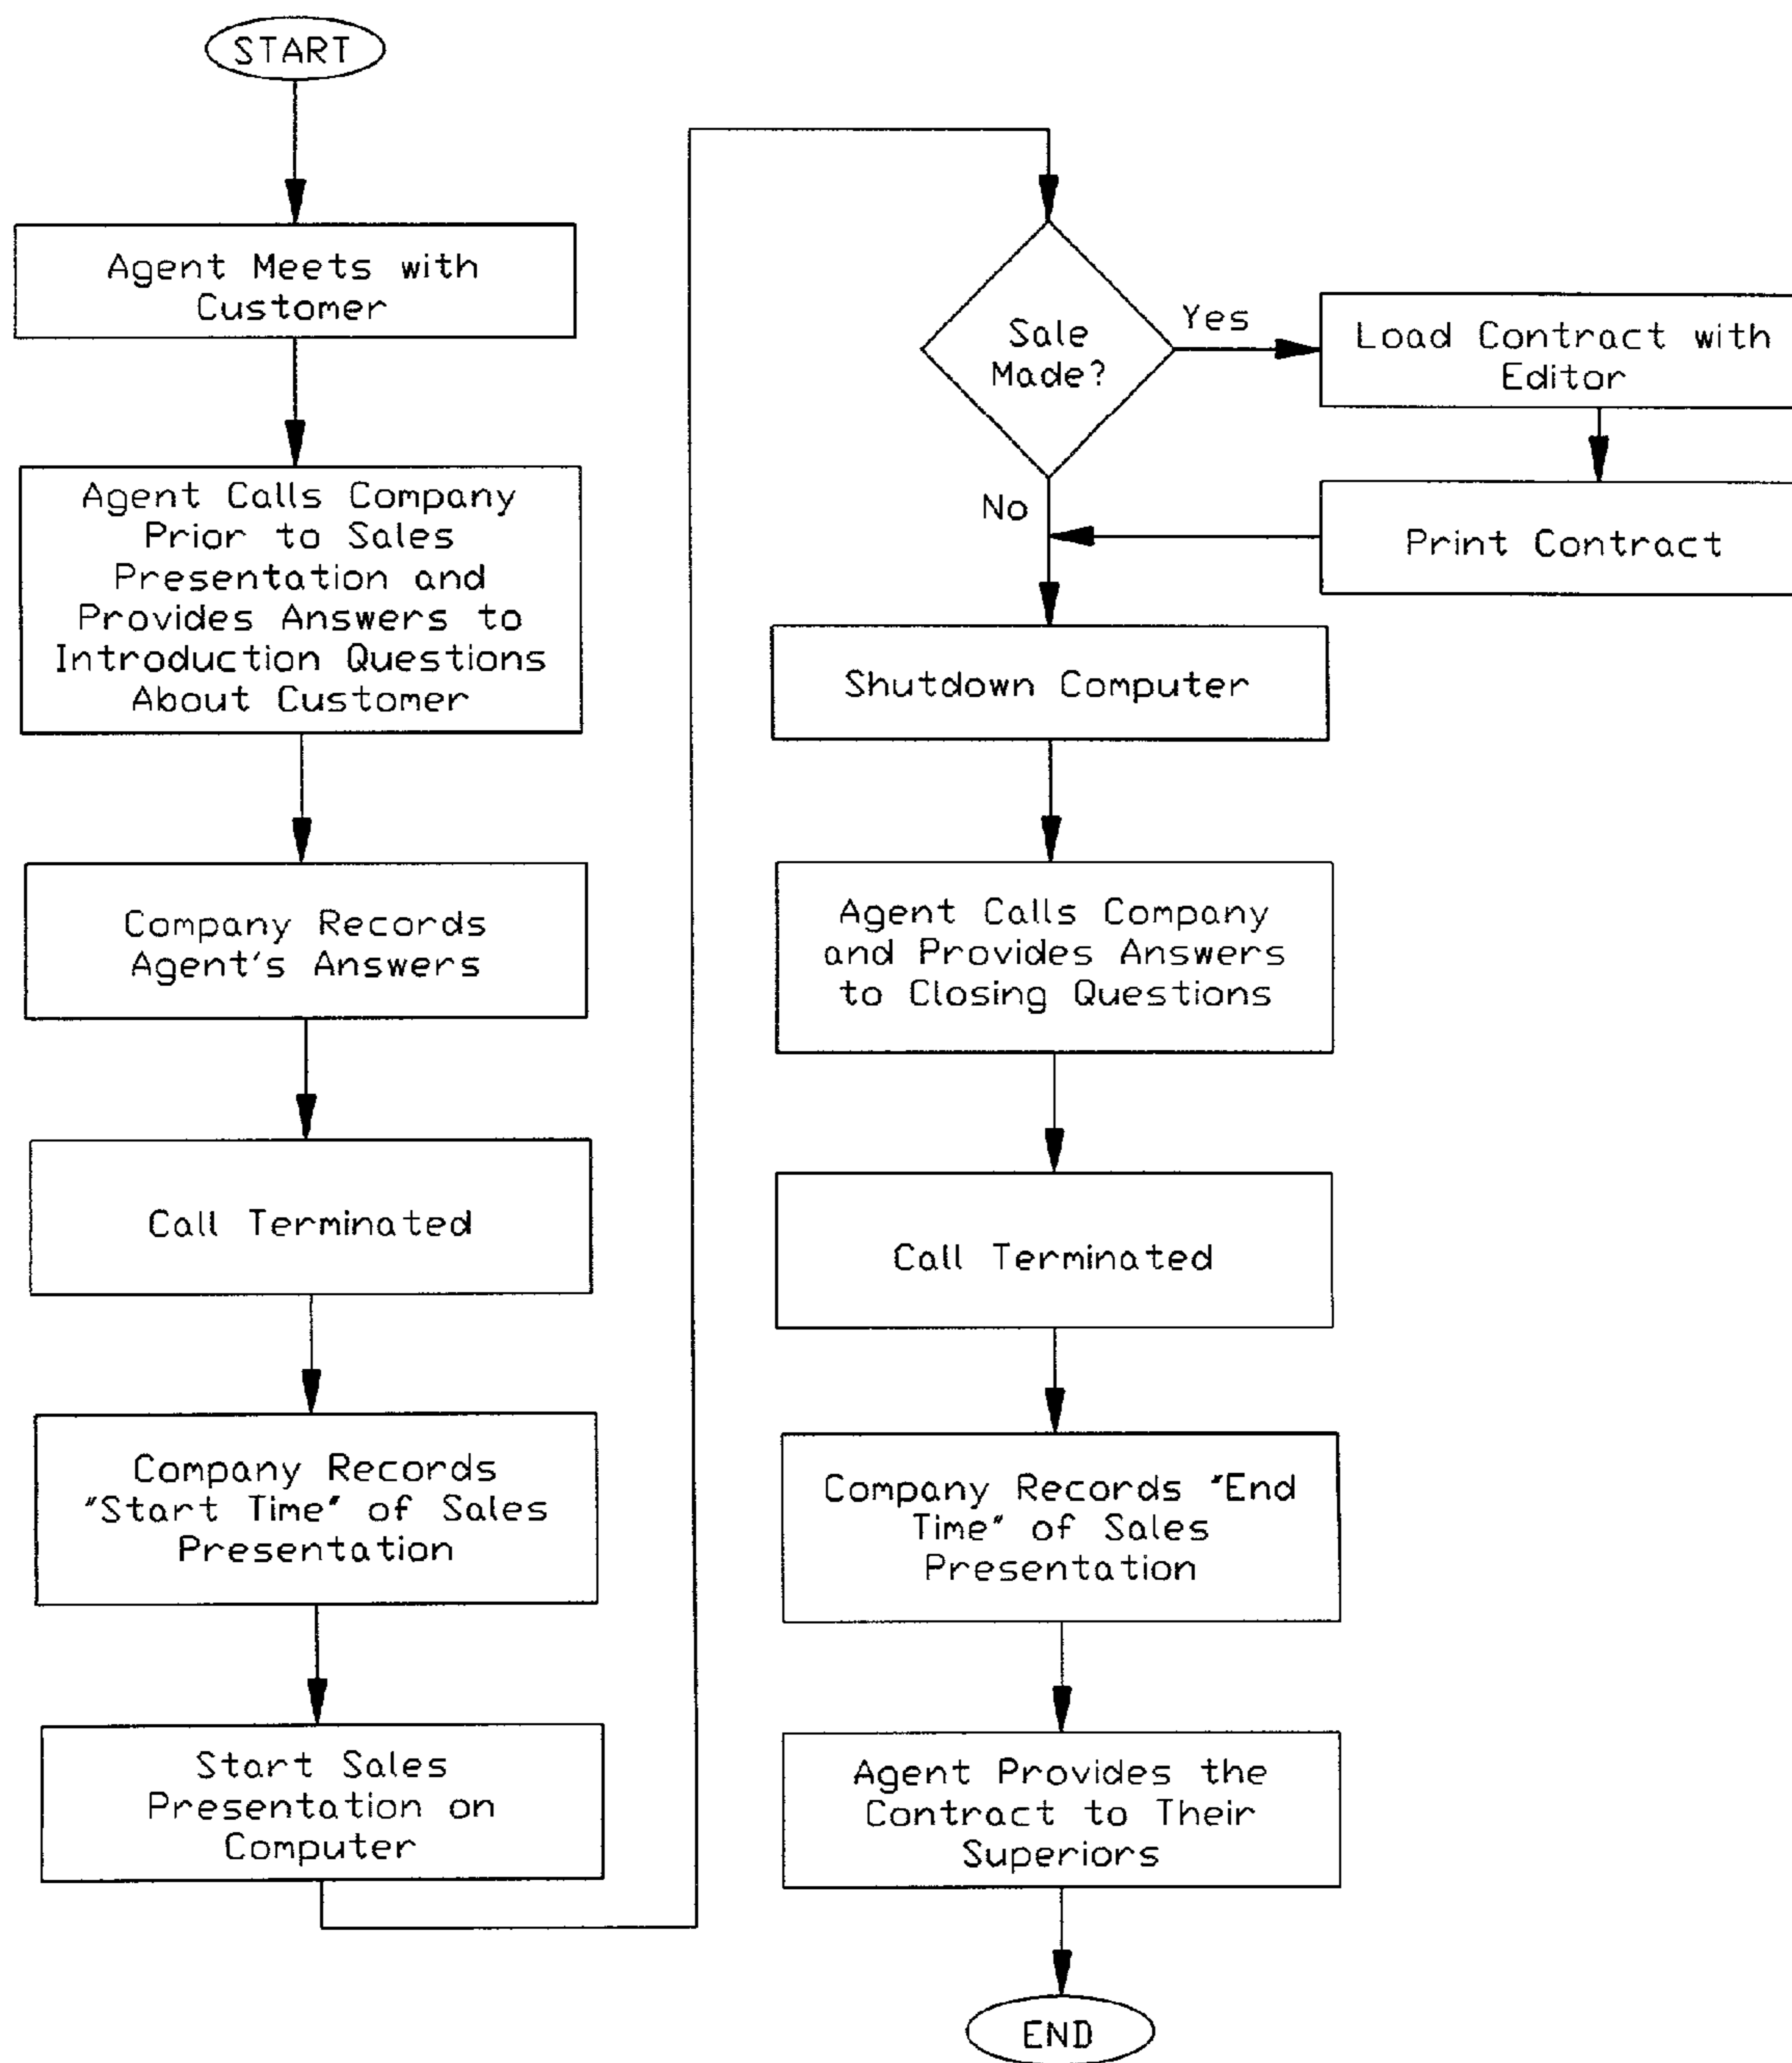 START
Agent Meets with
Customer
Agent Calls Company
Prior to Sales
Presentation and
Provides Answers to
Introduction Questions
About Customer
Company Records
Agent's Answers
Call Terminated
Company Records
"Start Time" of Sales
Presentation
Start Sales
Presentation on
Computer
Sale
Made?
Yes
Load Contract with
Editor
Print Contract
No
Shutdown Computer
Agent Calls Company
and Provides Answers
to Closing Questions
Call Terminated
Company Records "End
Time" of Sales
Presentation
Agent Provides the
Contract to Their
Superiors
END